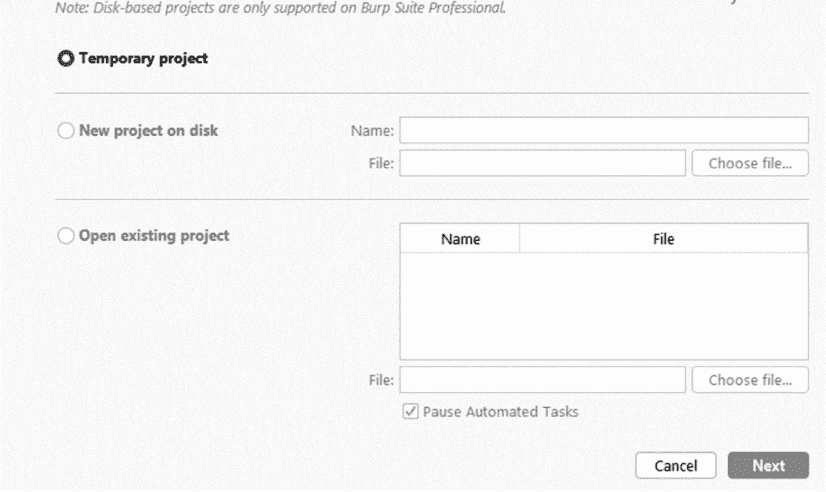 Note: Disk-based projects are only supported on Burp Suite Professional.
Temporary project
New project on disk
Name:
File:
Choose file...
Open existing project
Name
File
File:
Choose file...
Pause Automated Tasks
Cancel
Next